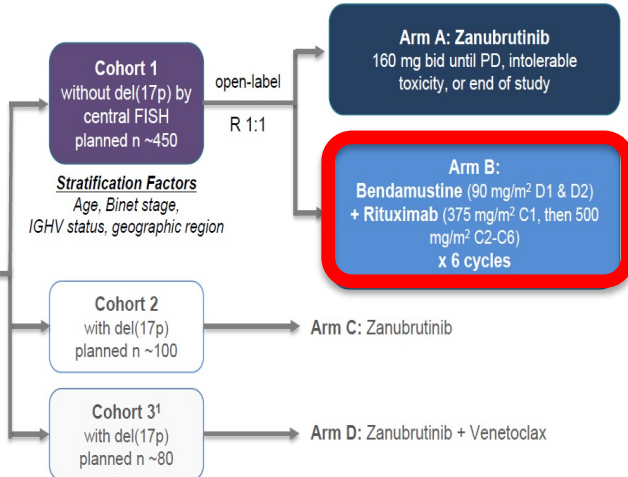 Cohort 1
without del(17p) by
central FISH
planned n ~450
Stratification Factors
Age, Binet stage,
IGHV status, geographic region
open-label
R 1:1
Arm A: Zanubrutinib
160 mg bid until PD, intolerable
toxicity, or end of study
Arm B:
Bendamustine (90 mg/m² D1 & D2)
+ Rituximab (375 mg/m² C1, then 500
mg/m² C2-C6)
x 6 cycles
Cohort 2
with del(17p)
planned n ~100
Arm C: Zanubrutinib
Cohort 3¹
with del(17p)
planned n ~80
Arm D: Zanubrutinib + Venetoclax